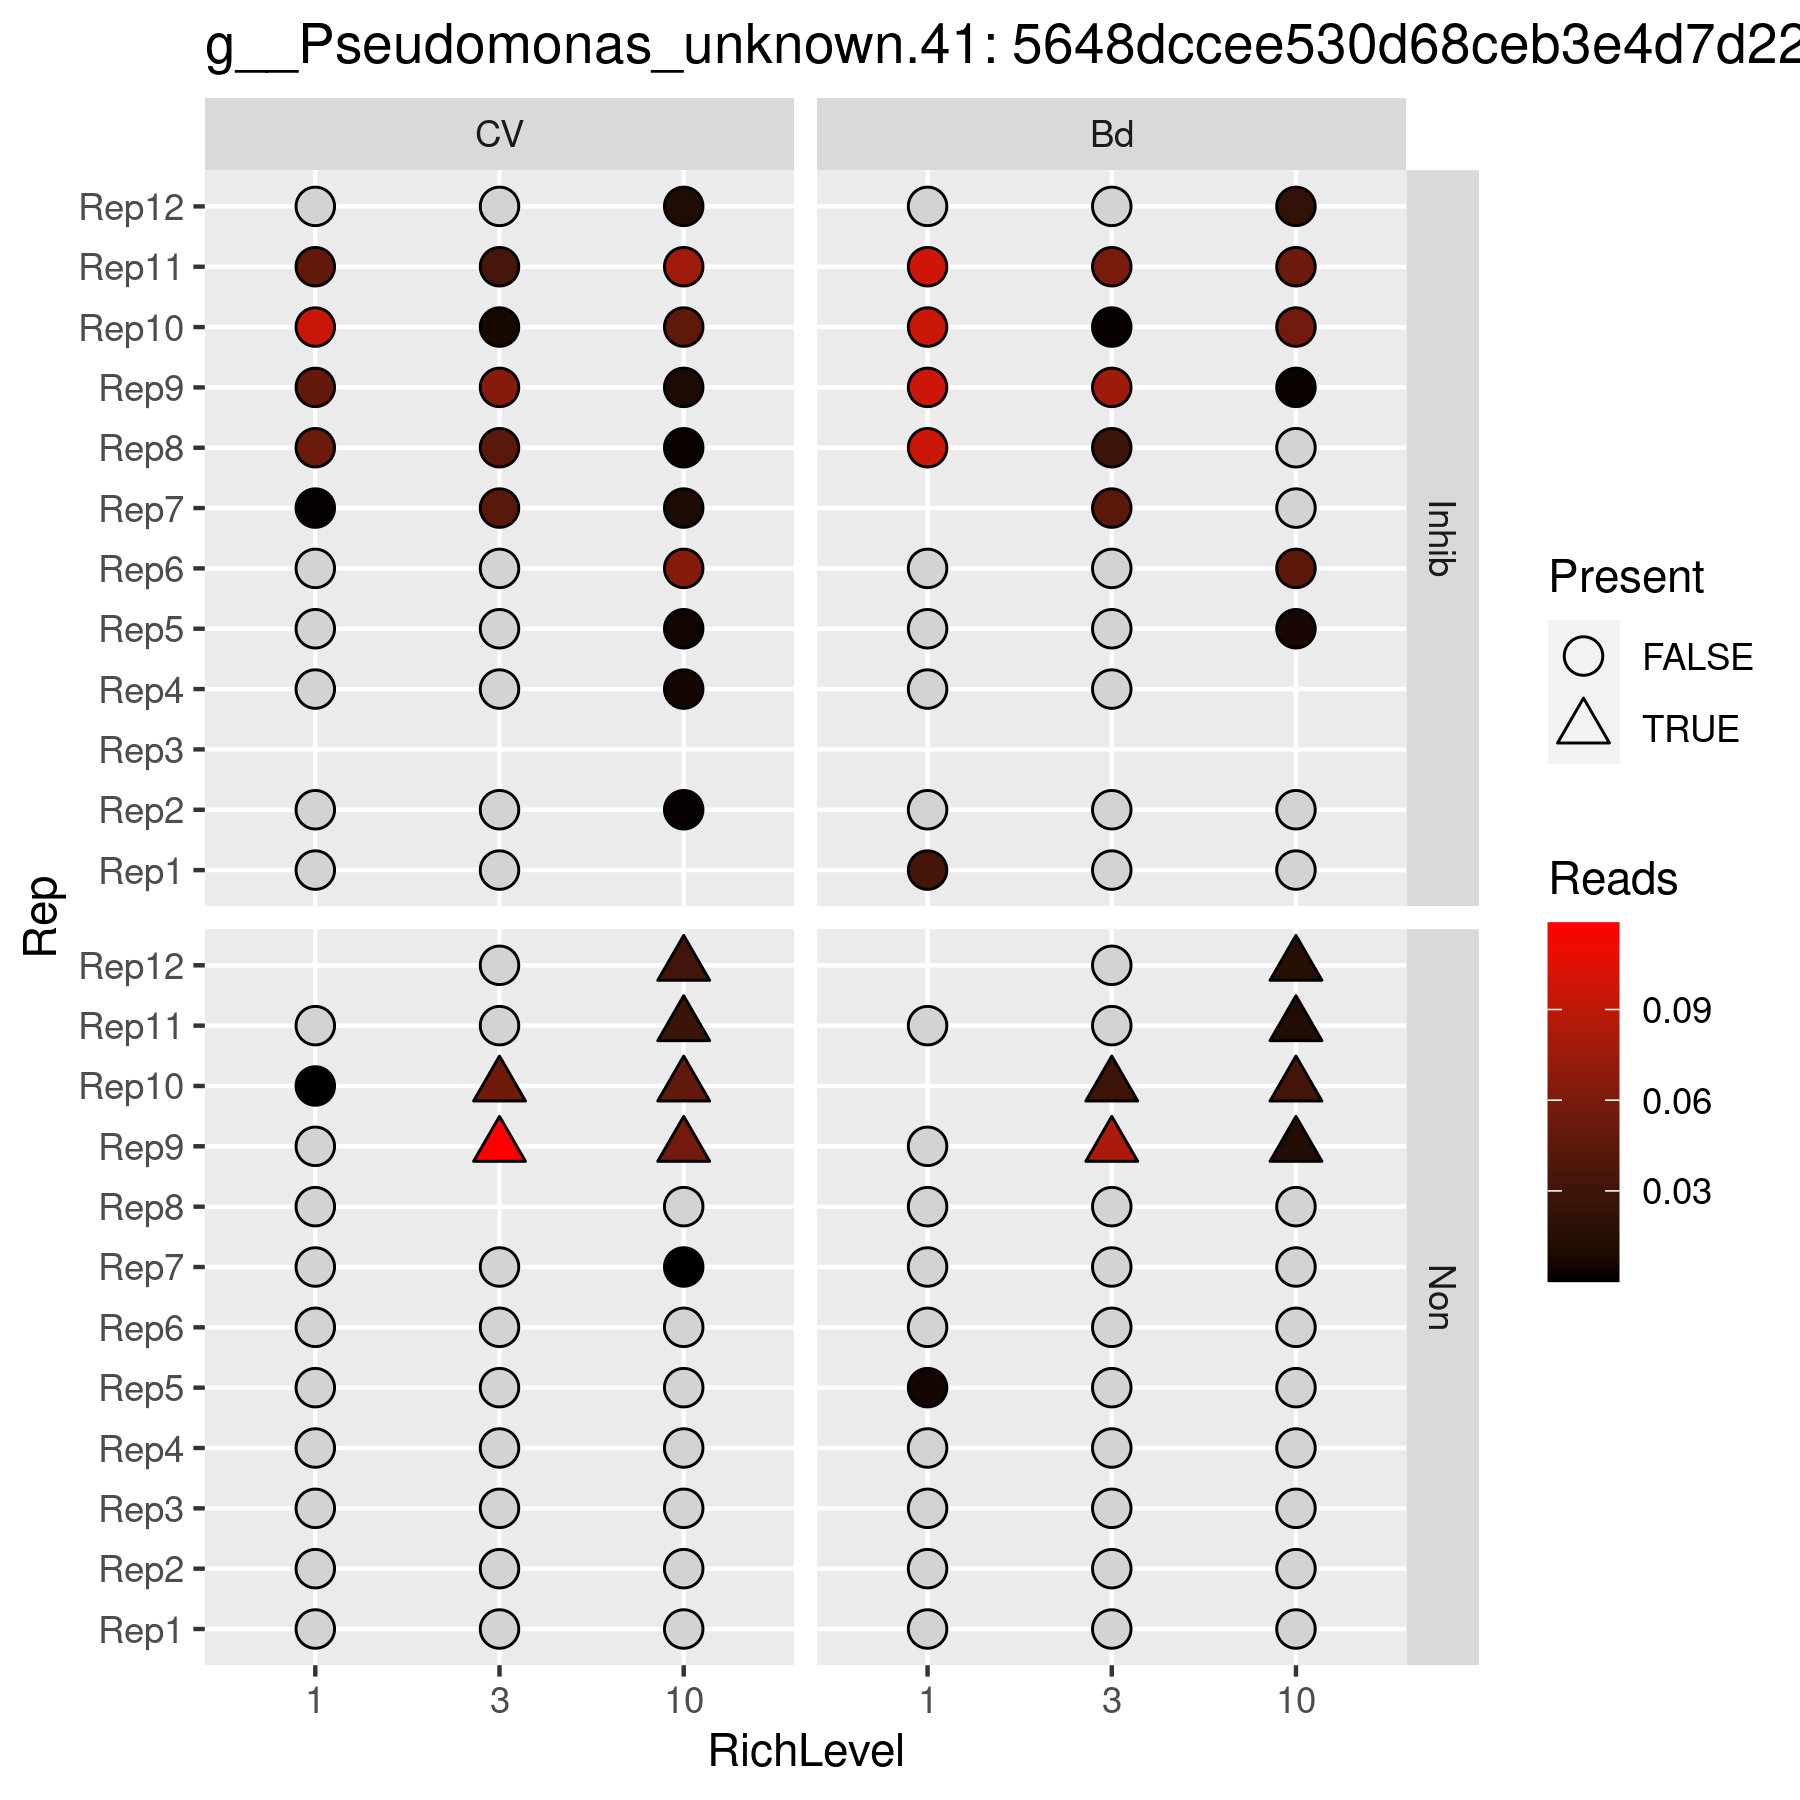 g__Pseudomonas_unknown.41: 5648dccee530d68ceb3e4d7d22
CV
Bd
Rep12
Rep11
Rep10
Rep9
Rep8
Rep7
Rep6
Rep5
Rep4
Rep3
Rep2
Rep1
Inhib
Rep
Rep12
Rep11
Rep10
Rep9
Rep8
Rep7
Rep6
Rep5
Rep4
Rep3
Rep2
Rep1
Non
1 3 10
1 3 10
RichLevel
Present
FALSE
TRUE
Reads
0.09
0.06
0.03